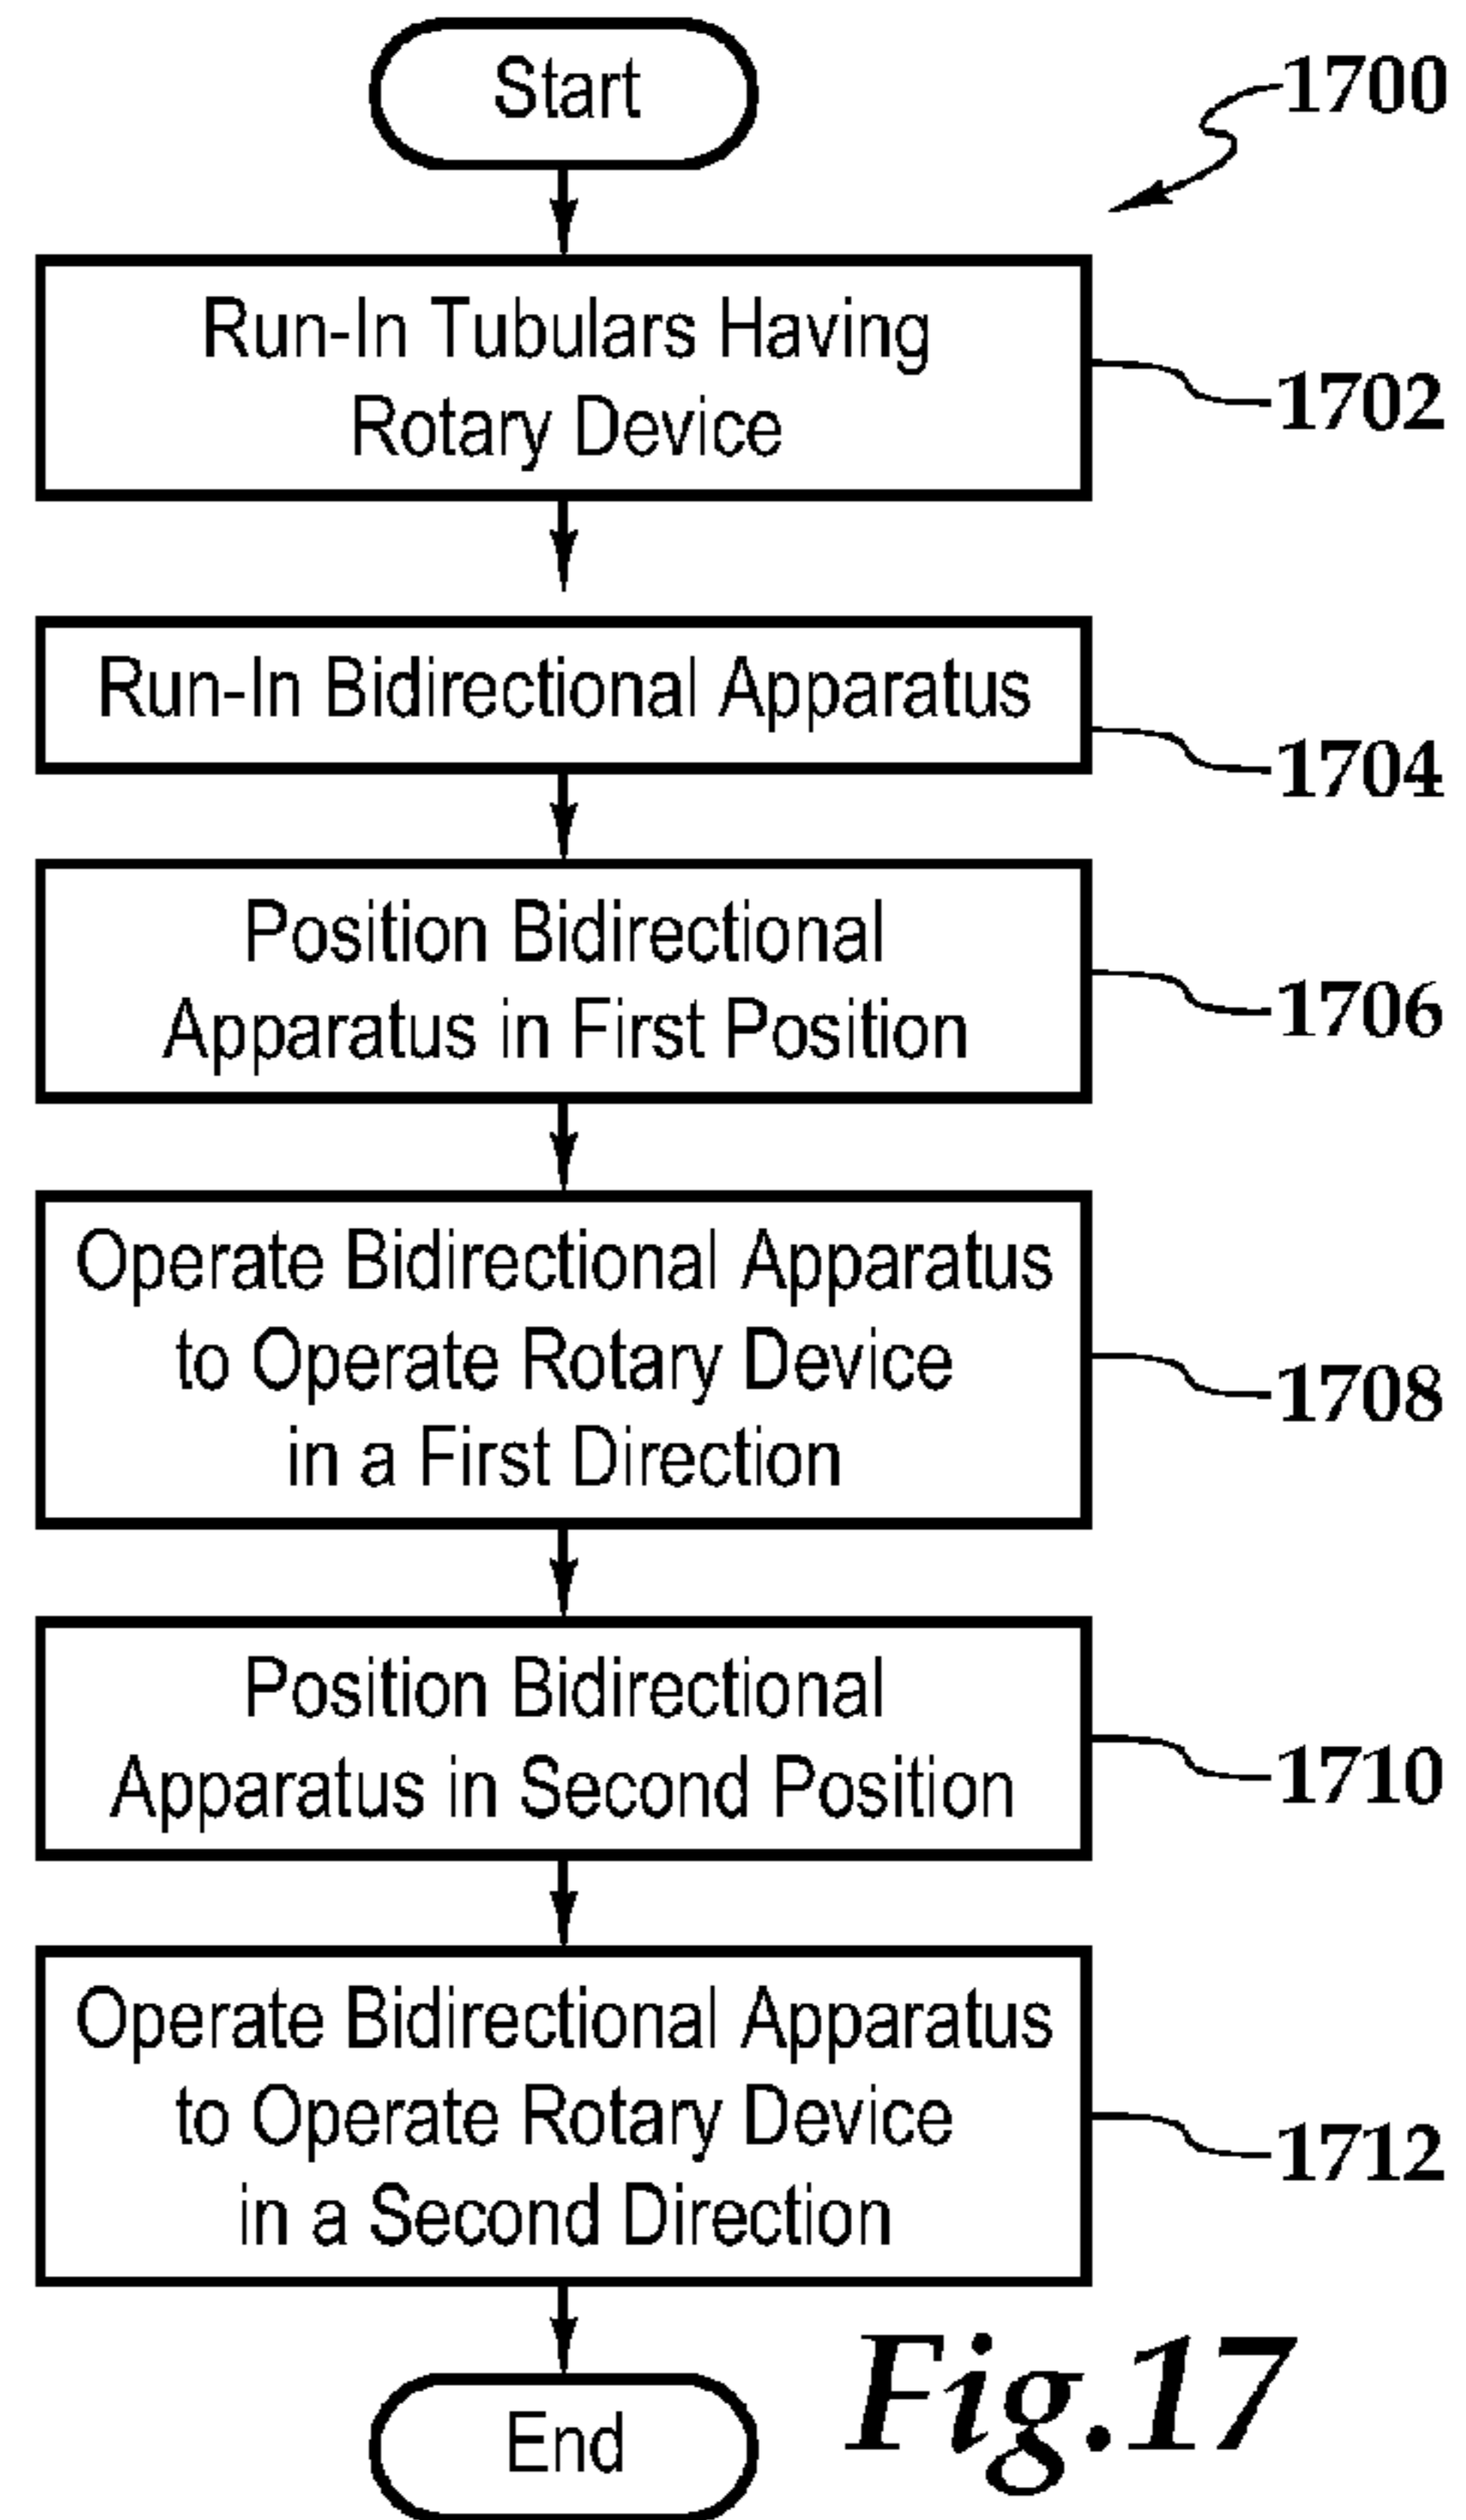 Start
1700
Run-In Tubulars Having
Rotary Device
1702
Run-In Bidirectional Apparatus
1704
Position Bidirectional
Apparatus in First Position
1706
Operate Bidirectional Apparatus
to Operate Rotary Device
in a First Direction
1708
Position Bidirectional
Apparatus in Second Position
1710
Operate Bidirectional Apparatus
to Operate Rotary Device
in a Second Direction
1712
End
Fig.17